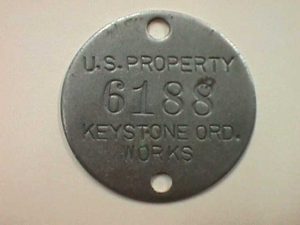 U.S. PROPERTY
6188
KEYSTONE ORD.
WORKS